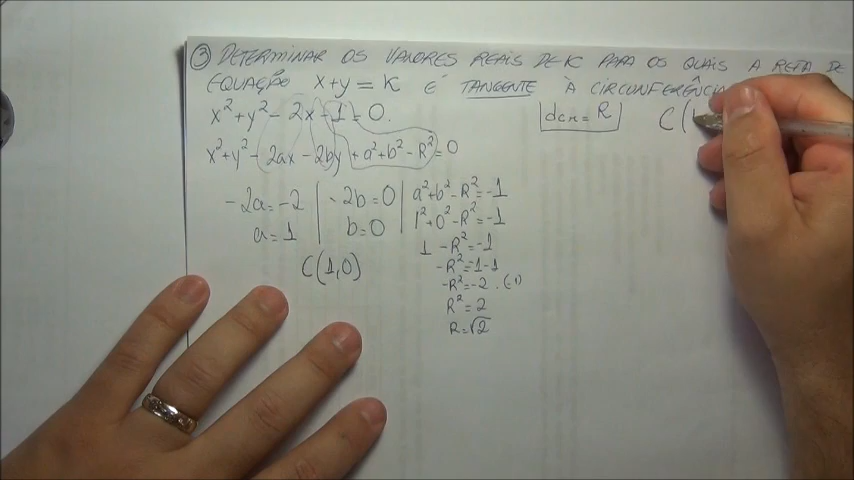 ③ DETERMINAR OS VALORES REAIS DE K PARA OS QUAIS A RETA DE
EQUAÇÃO x+y=K É TANGENTE À CIRCUNFERÊNCIA
x²+y²-2x-1=0.
dcr=R
C(
x²+y²-2ax-2by+a²+b²-R²=0
-2a=-2
a=1
-2b=0
b=0
C(1,0)
a²+b²-R²=-1
1²+0²-R²=-1
1-R²=-1
-R²=-1-1
-R²=-2 .(-1)
R²=2
R=√2